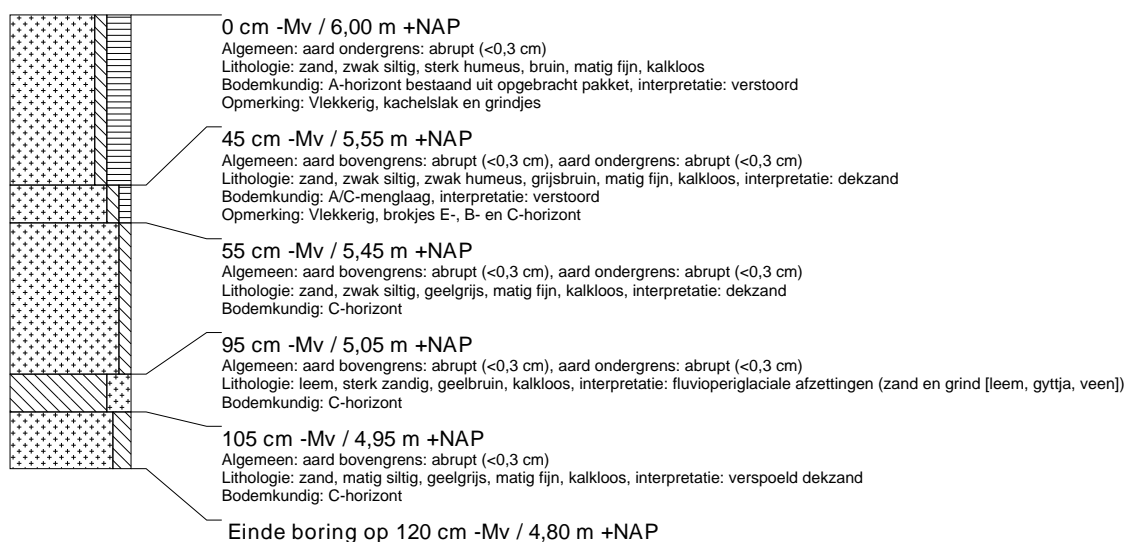 0 cm -Mv / 6,00 m +NAP
Algemeen: aard ondergrens: abrupt (<0,3 cm)
Lithologie: zand, zwak siltig, sterk humeus, bruin, matig fijn, kalkloos
Bodemkundig: A-horizont bestaand uit opgebracht pakket, interpretatie: verstoord
Opmerking: Vlekkerig, kachelslak en grindjes
45 cm -Mv / 5,55 m +NAP
Algemeen: aard bovengrens: abrupt (<0,3 cm), aard ondergrens: abrupt (<0,3 cm)
Lithologie: zand, zwak siltig, zwak humeus, grijsbruin, matig fijn, kalkloos, interpretatie: dekzand
Bodemkundig: A/C-menglaag, interpretatie: verstoord
Opmerking: Vlekkerig, brokjes E-, B- en C-horizont
55 cm -Mv / 5,45 m +NAP
Algemeen: aard bovengrens: abrupt (<0,3 cm), aard ondergrens: abrupt (<0,3 cm)
Lithologie: zand, zwak siltig, geelgrijs, matig fijn, kalkloos, interpretatie: dekzand
Bodemkundig: C-horizont
95 cm -Mv / 5,05 m +NAP
Algemeen: aard bovengrens: abrupt (<0,3 cm), aard ondergrens: abrupt (<0,3 cm)
Lithologie: leem, sterk zandig, geelbruin, kalkloos, interpretatie: fluvioperiglaciale afzettingen (zand en grind [leem, gyttja, veen])
Bodemkundig: C-horizont
105 cm -Mv / 4,95 m +NAP
Algemeen: aard bovengrens: abrupt (<0,3 cm)
Lithologie: zand, matig siltig, geelgrijs, matig fijn, kalkloos, interpretatie: verspoeld dekzand
Bodemkundig: C-horizont
Einde boring op 120 cm -Mv / 4,80 m +NAP